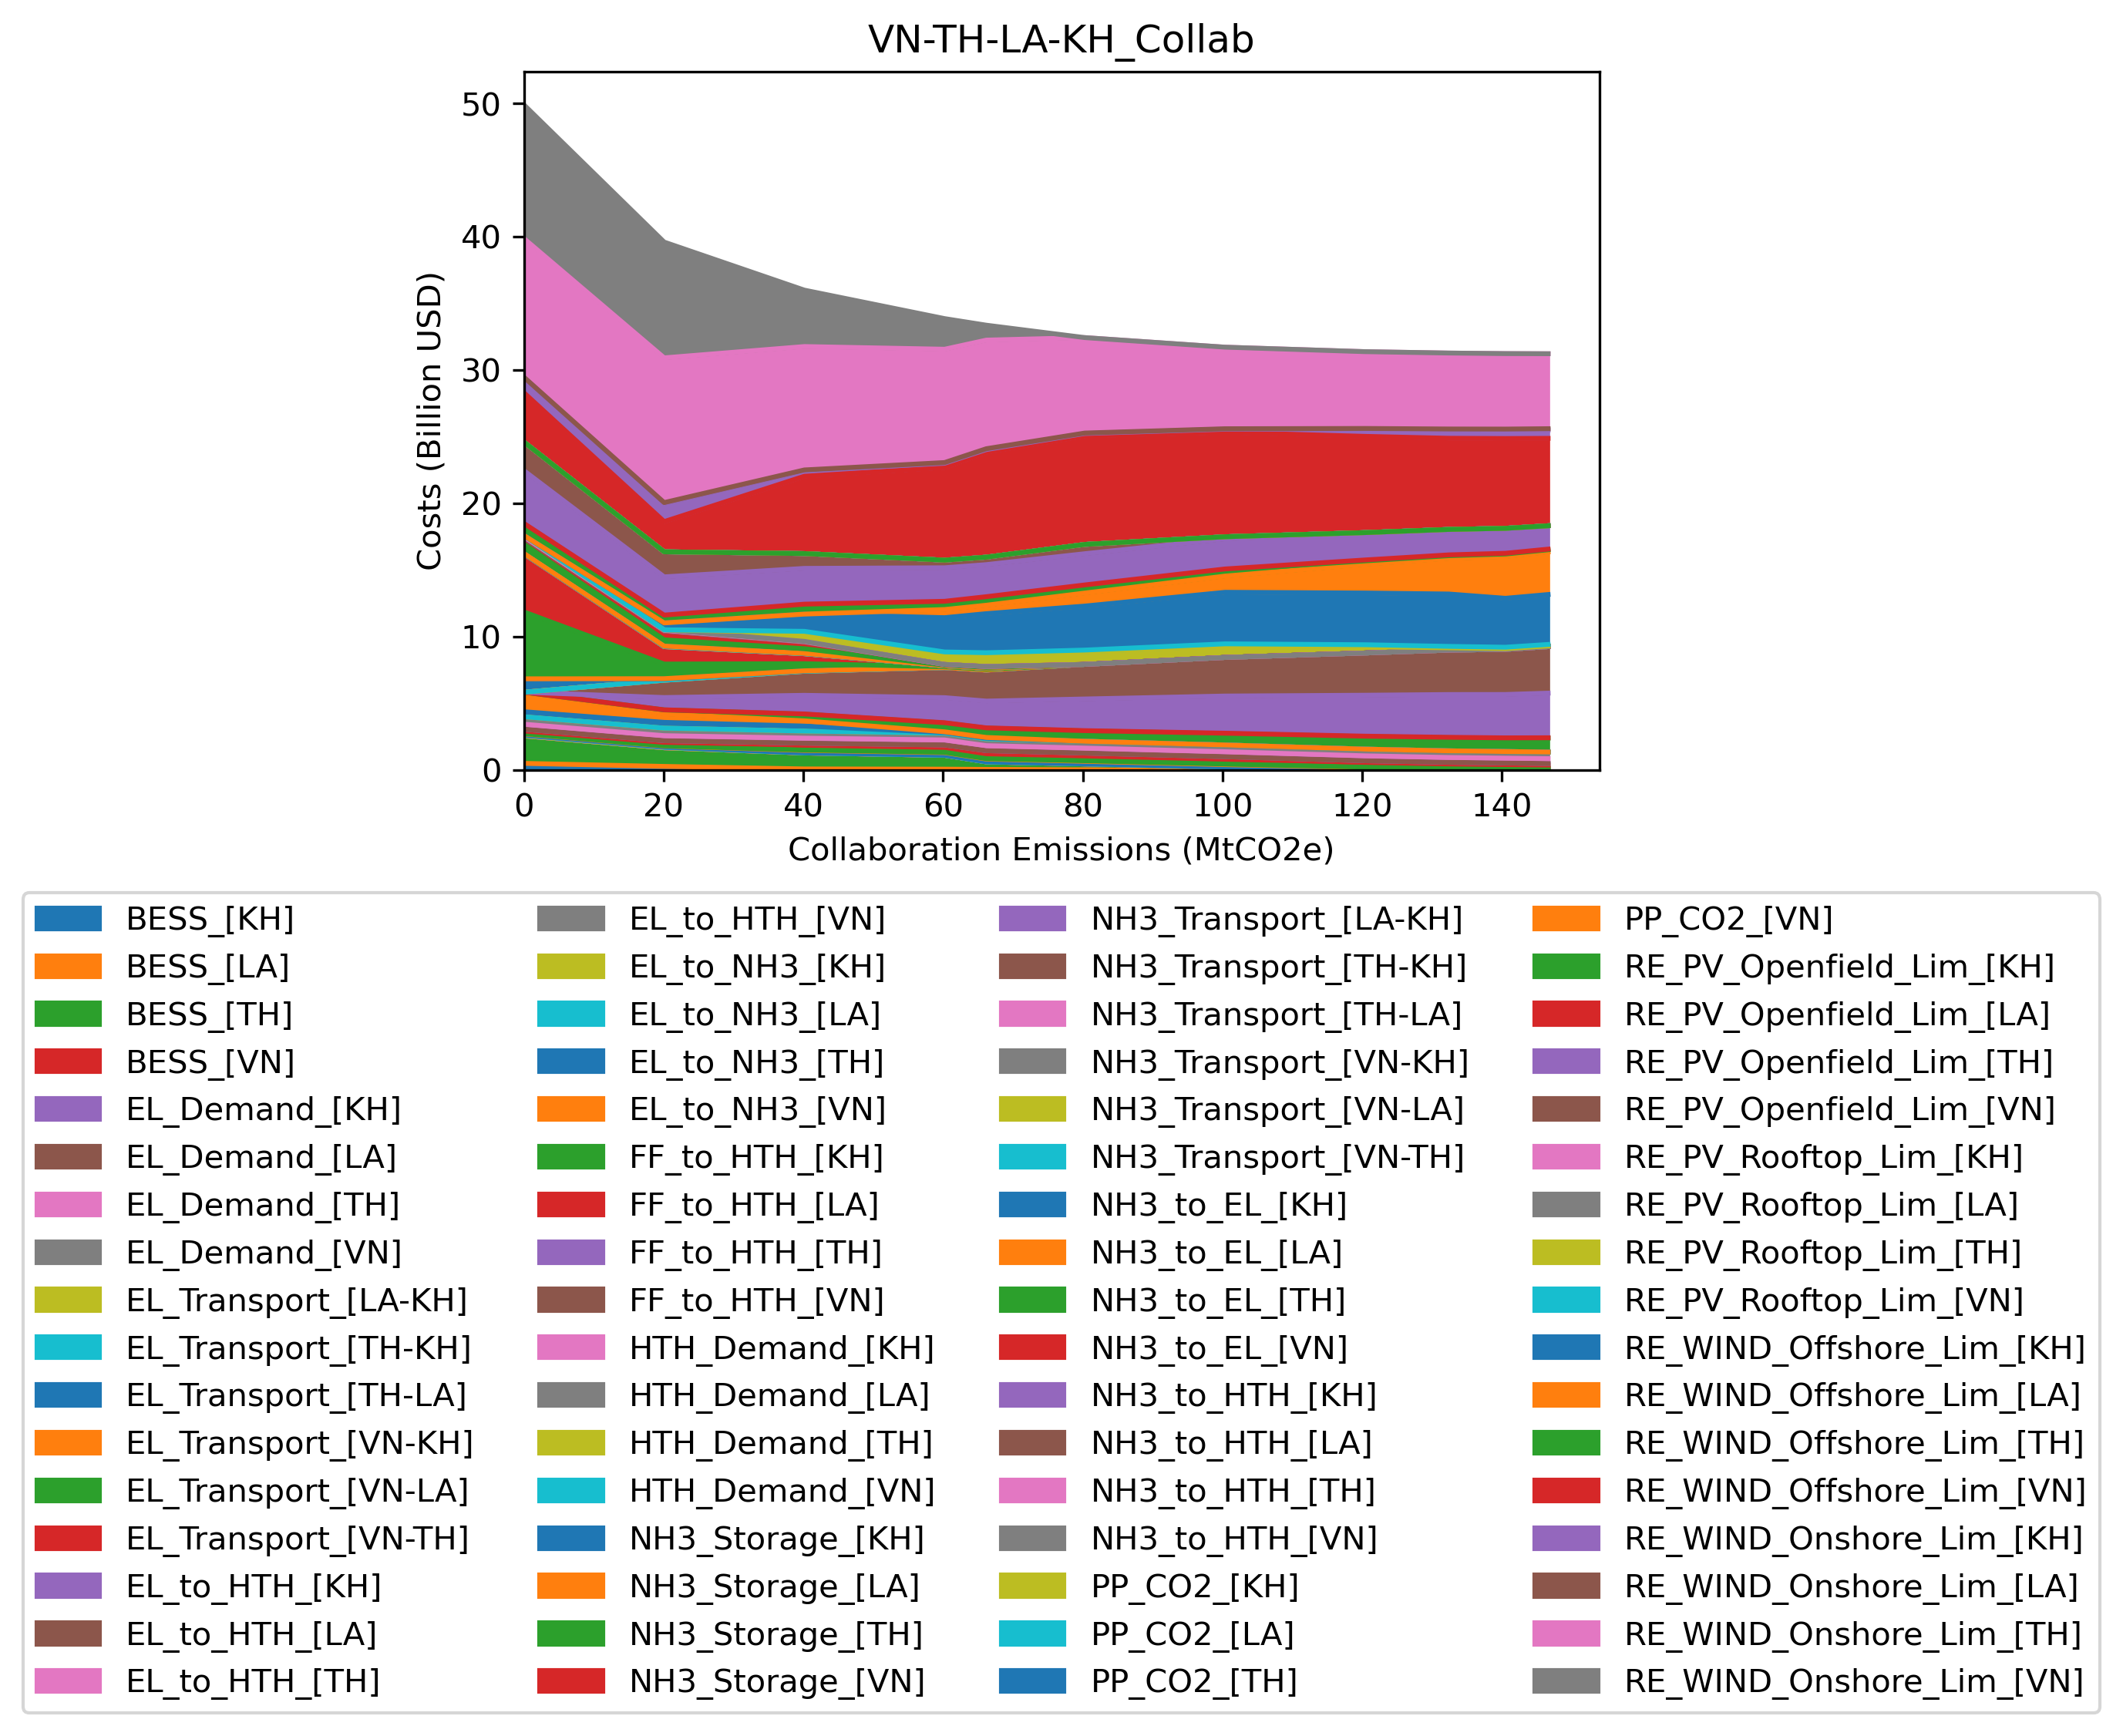 VN-TH-LA-KH_Collab
50
40
30
20
10
0
Costs (Billion USD)
0 20 40 60 80 100 120 140
Collaboration Emissions (MtCO2e)
BESS_[KH]
BESS_[LA]
BESS_[TH]
BESS_[VN]
EL_Demand_[KH]
EL_Demand_[LA]
EL_Demand_[TH]
EL_Demand_[VN]
EL_Transport_[LA-KH]
EL_Transport_[TH-KH]
EL_Transport_[TH-LA]
EL_Transport_[VN-KH]
EL_Transport_[VN-LA]
EL_Transport_[VN-TH]
EL_to_HTH_[KH]
EL_to_HTH_[LA]
EL_to_HTH_[TH]
EL_to_HTH_[VN]
EL_to_NH3_[KH]
EL_to_NH3_[LA]
EL_to_NH3_[TH]
EL_to_NH3_[VN]
FF_to_HTH_[KH]
FF_to_HTH_[LA]
FF_to_HTH_[TH]
FF_to_HTH_[VN]
HTH_Demand_[KH]
HTH_Demand_[LA]
HTH_Demand_[TH]
HTH_Demand_[VN]
NH3_Storage_[KH]
NH3_Storage_[LA]
NH3_Storage_[TH]
NH3_Storage_[VN]
NH3_Transport_[LA-KH]
NH3_Transport_[TH-KH]
NH3_Transport_[TH-LA]
NH3_Transport_[VN-KH]
NH3_Transport_[VN-LA]
NH3_Transport_[VN-TH]
NH3_to_EL_[KH]
NH3_to_EL_[LA]
NH3_to_EL_[TH]
NH3_to_EL_[VN]
NH3_to_HTH_[KH]
NH3_to_HTH_[LA]
NH3_to_HTH_[TH]
NH3_to_HTH_[VN]
PP_CO2_[KH]
PP_CO2_[LA]
PP_CO2_[TH]
PP_CO2_[VN]
RE_PV_Openfield_Lim_[KH]
RE_PV_Openfield_Lim_[LA]
RE_PV_Openfield_Lim_[TH]
RE_PV_Openfield_Lim_[VN]
RE_PV_Rooftop_Lim_[KH]
RE_PV_Rooftop_Lim_[LA]
RE_PV_Rooftop_Lim_[TH]
RE_PV_Rooftop_Lim_[VN]
RE_WIND_Offshore_Lim_[KH]
RE_WIND_Offshore_Lim_[LA]
RE_WIND_Offshore_Lim_[TH]
RE_WIND_Offshore_Lim_[VN]
RE_WIND_Onshore_Lim_[KH]
RE_WIND_Onshore_Lim_[LA]
RE_WIND_Onshore_Lim_[TH]
RE_WIND_Onshore_Lim_[VN]